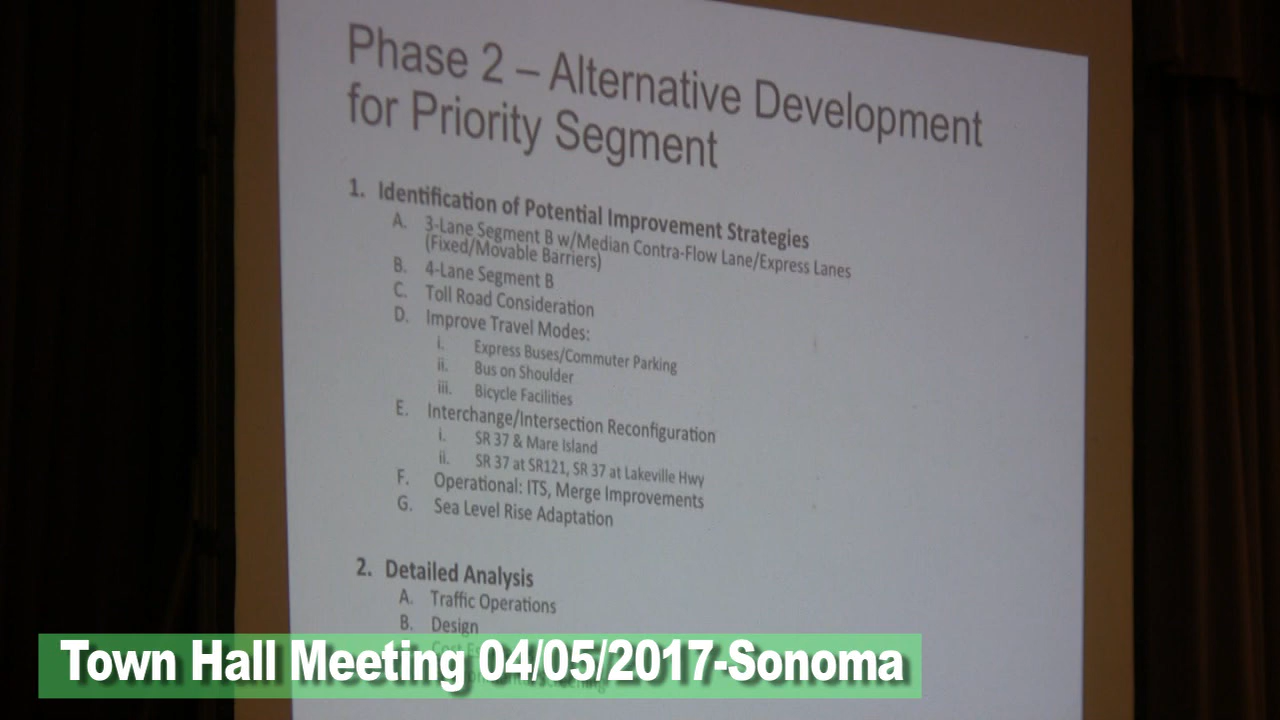 Phase 2 – Alternative Development
for Priority Segment
1. Identification of Potential Improvement Strategies
A. 3-Lane Segment B w/Median Contra-Flow Lane/Express Lanes
(Fixed/Movable Barriers)
B. 4-Lane Segment B
C. Toll Road Consideration
D. Improve Travel Modes:
i. Express Buses/Commuter Parking
ii. Bus on Shoulder
iii. Bicycle Facilities
E. Interchange/Intersection Reconfiguration
i. SR 37 & Mare Island
ii. SR 37 at SR121, SR 37 at Lakeville Hwy
F. Operational: ITS, Merge Improvements
G. Sea Level Rise Adaptation
2. Detailed Analysis
A. Traffic Operations
B. Design
Town Hall Meeting 04/05/2017-Sonoma